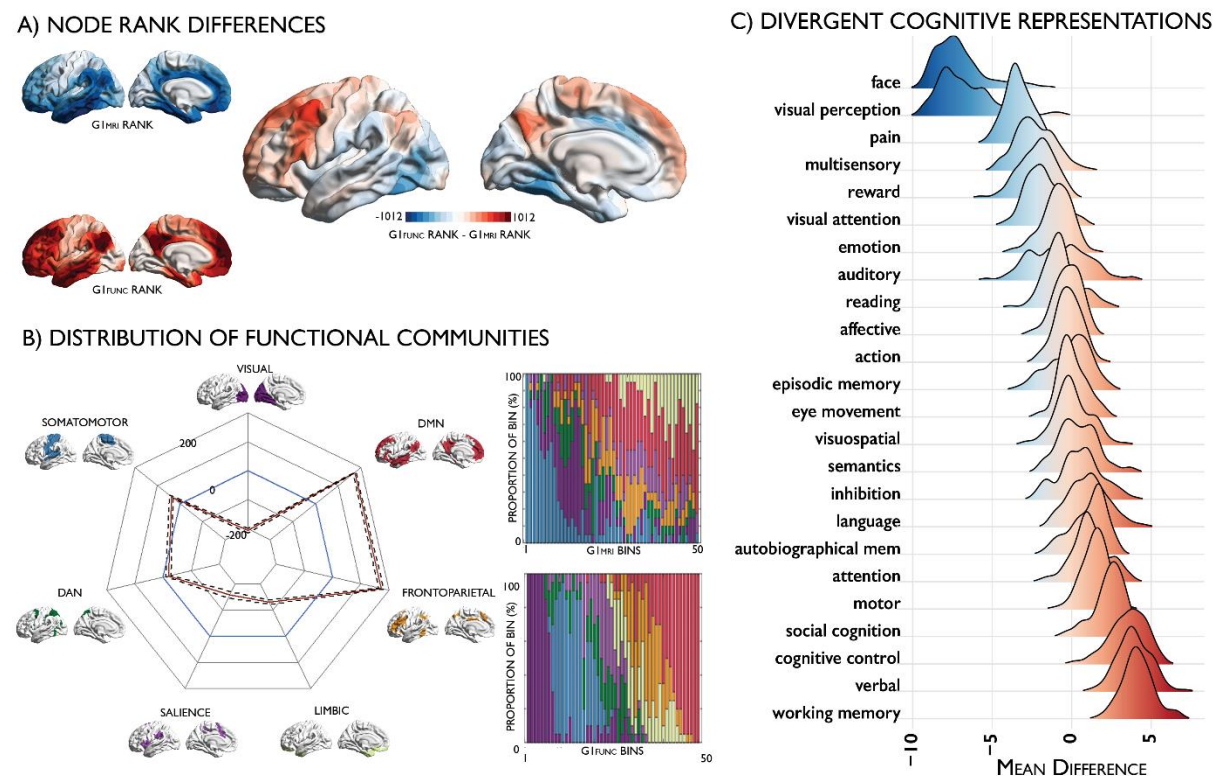 A) NODE RANK DIFFERENCES
G1MRI RANK
G1FUNC RANK
-1012
1012
G1FUNC RANK - G1MRI RANK
B) DISTRIBUTION OF FUNCTIONAL COMMUNITIES
VISUAL
SOMATOMOTOR
DMN
200
0
-200
DAN
FRONTOPARIETAL
SALIENCE
LIMBIC
100
PROPORTION OF BIN (%)
0
1
G1MRI BINS
50
100
PROPORTION OF BIN (%)
0
1
G1FUNC BINS
50
C) DIVERGENT COGNITIVE REPRESENTATIONS
-10
-5
0
5
face
visual perception
pain
multisensory
reward
visual attention
emotion
auditory
reading
affective
action
episodic memory
eye movement
visuospatial
semantics
inhibition
language
autobiographical mem
attention
motor
social cognition
cognitive control
verbal
working memory
-10
-5
0
5
MEAN DIFFERENCE